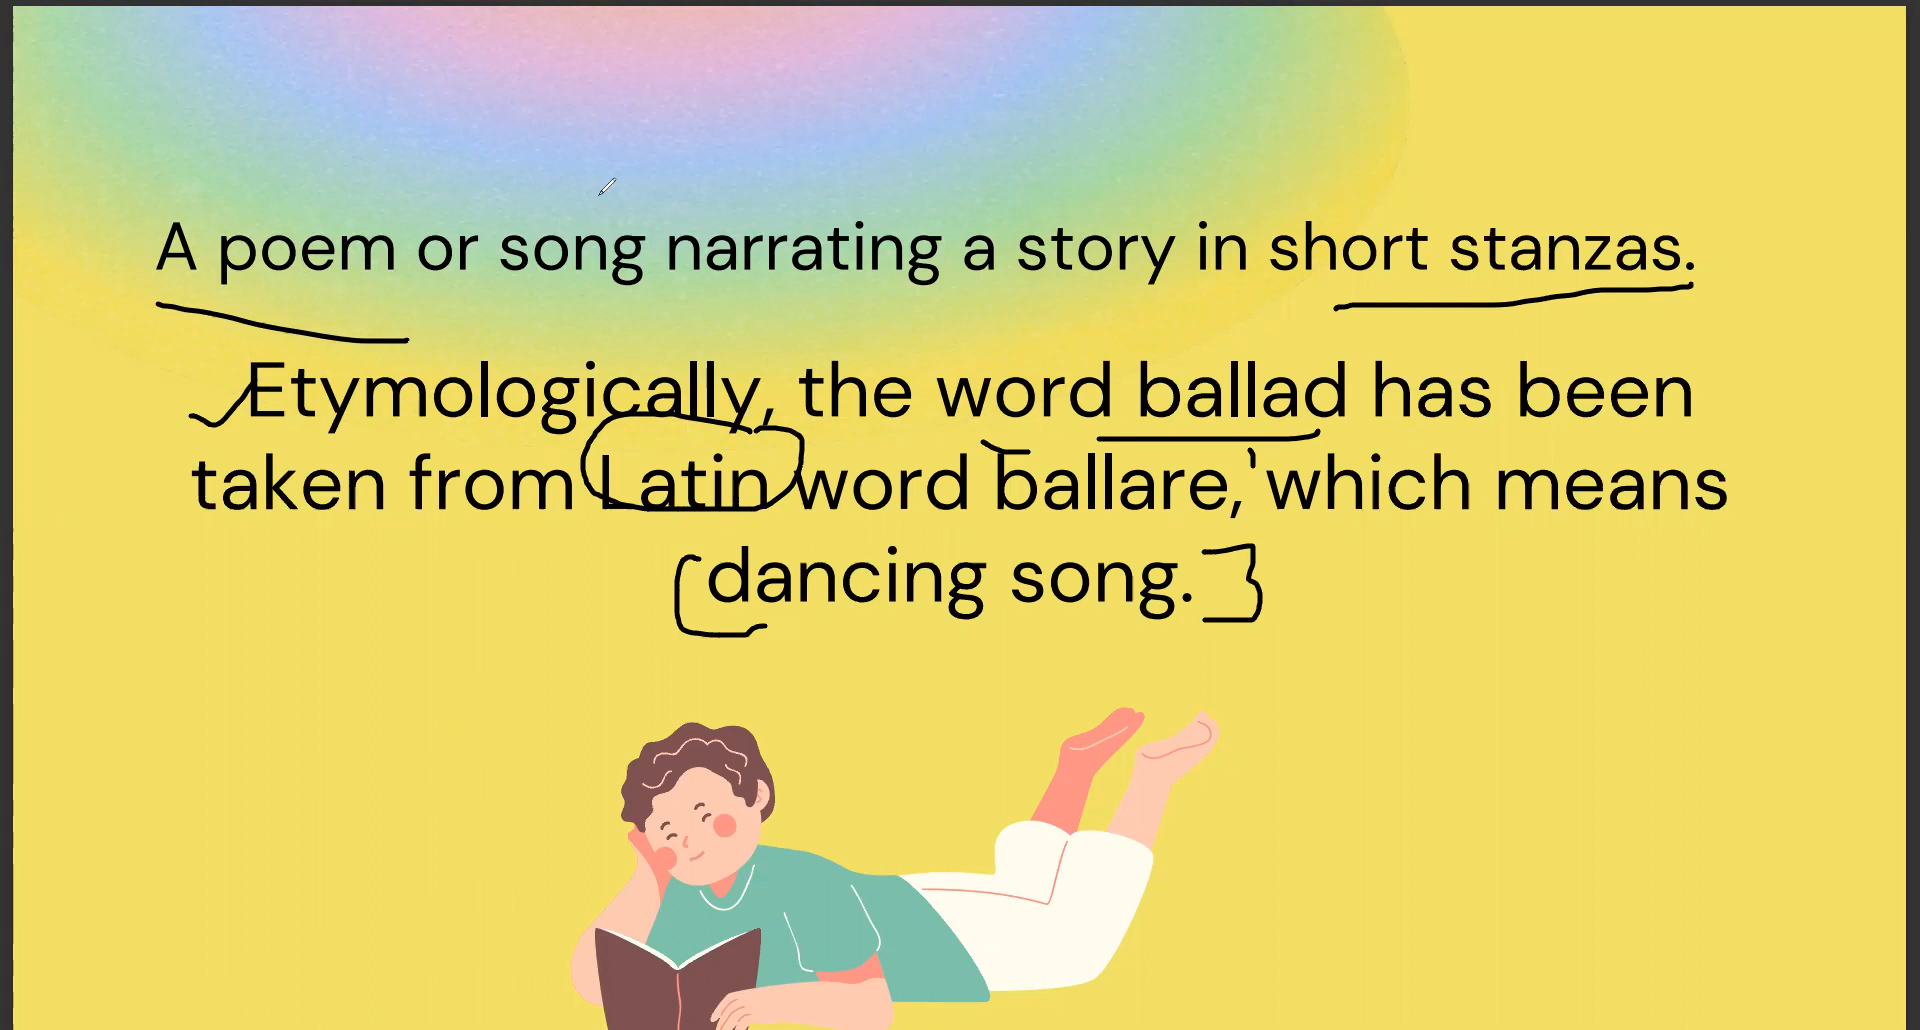 A poem or song narrating a story in short stanzas.
Etymologically, the word ballad has been
taken from Latin word ballare, which means
dancing song.